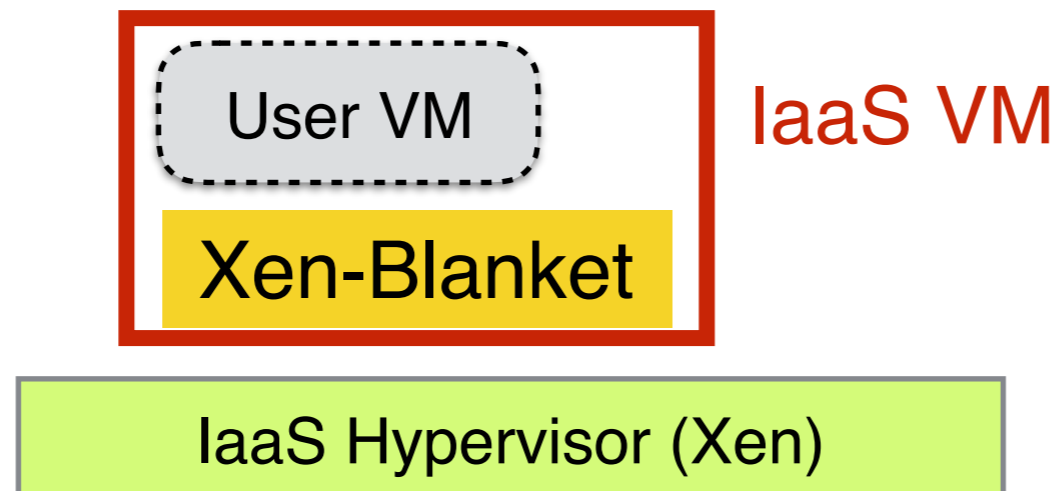 User VM
IaaS VM
Xen-Blanket
IaaS Hypervisor (Xen)